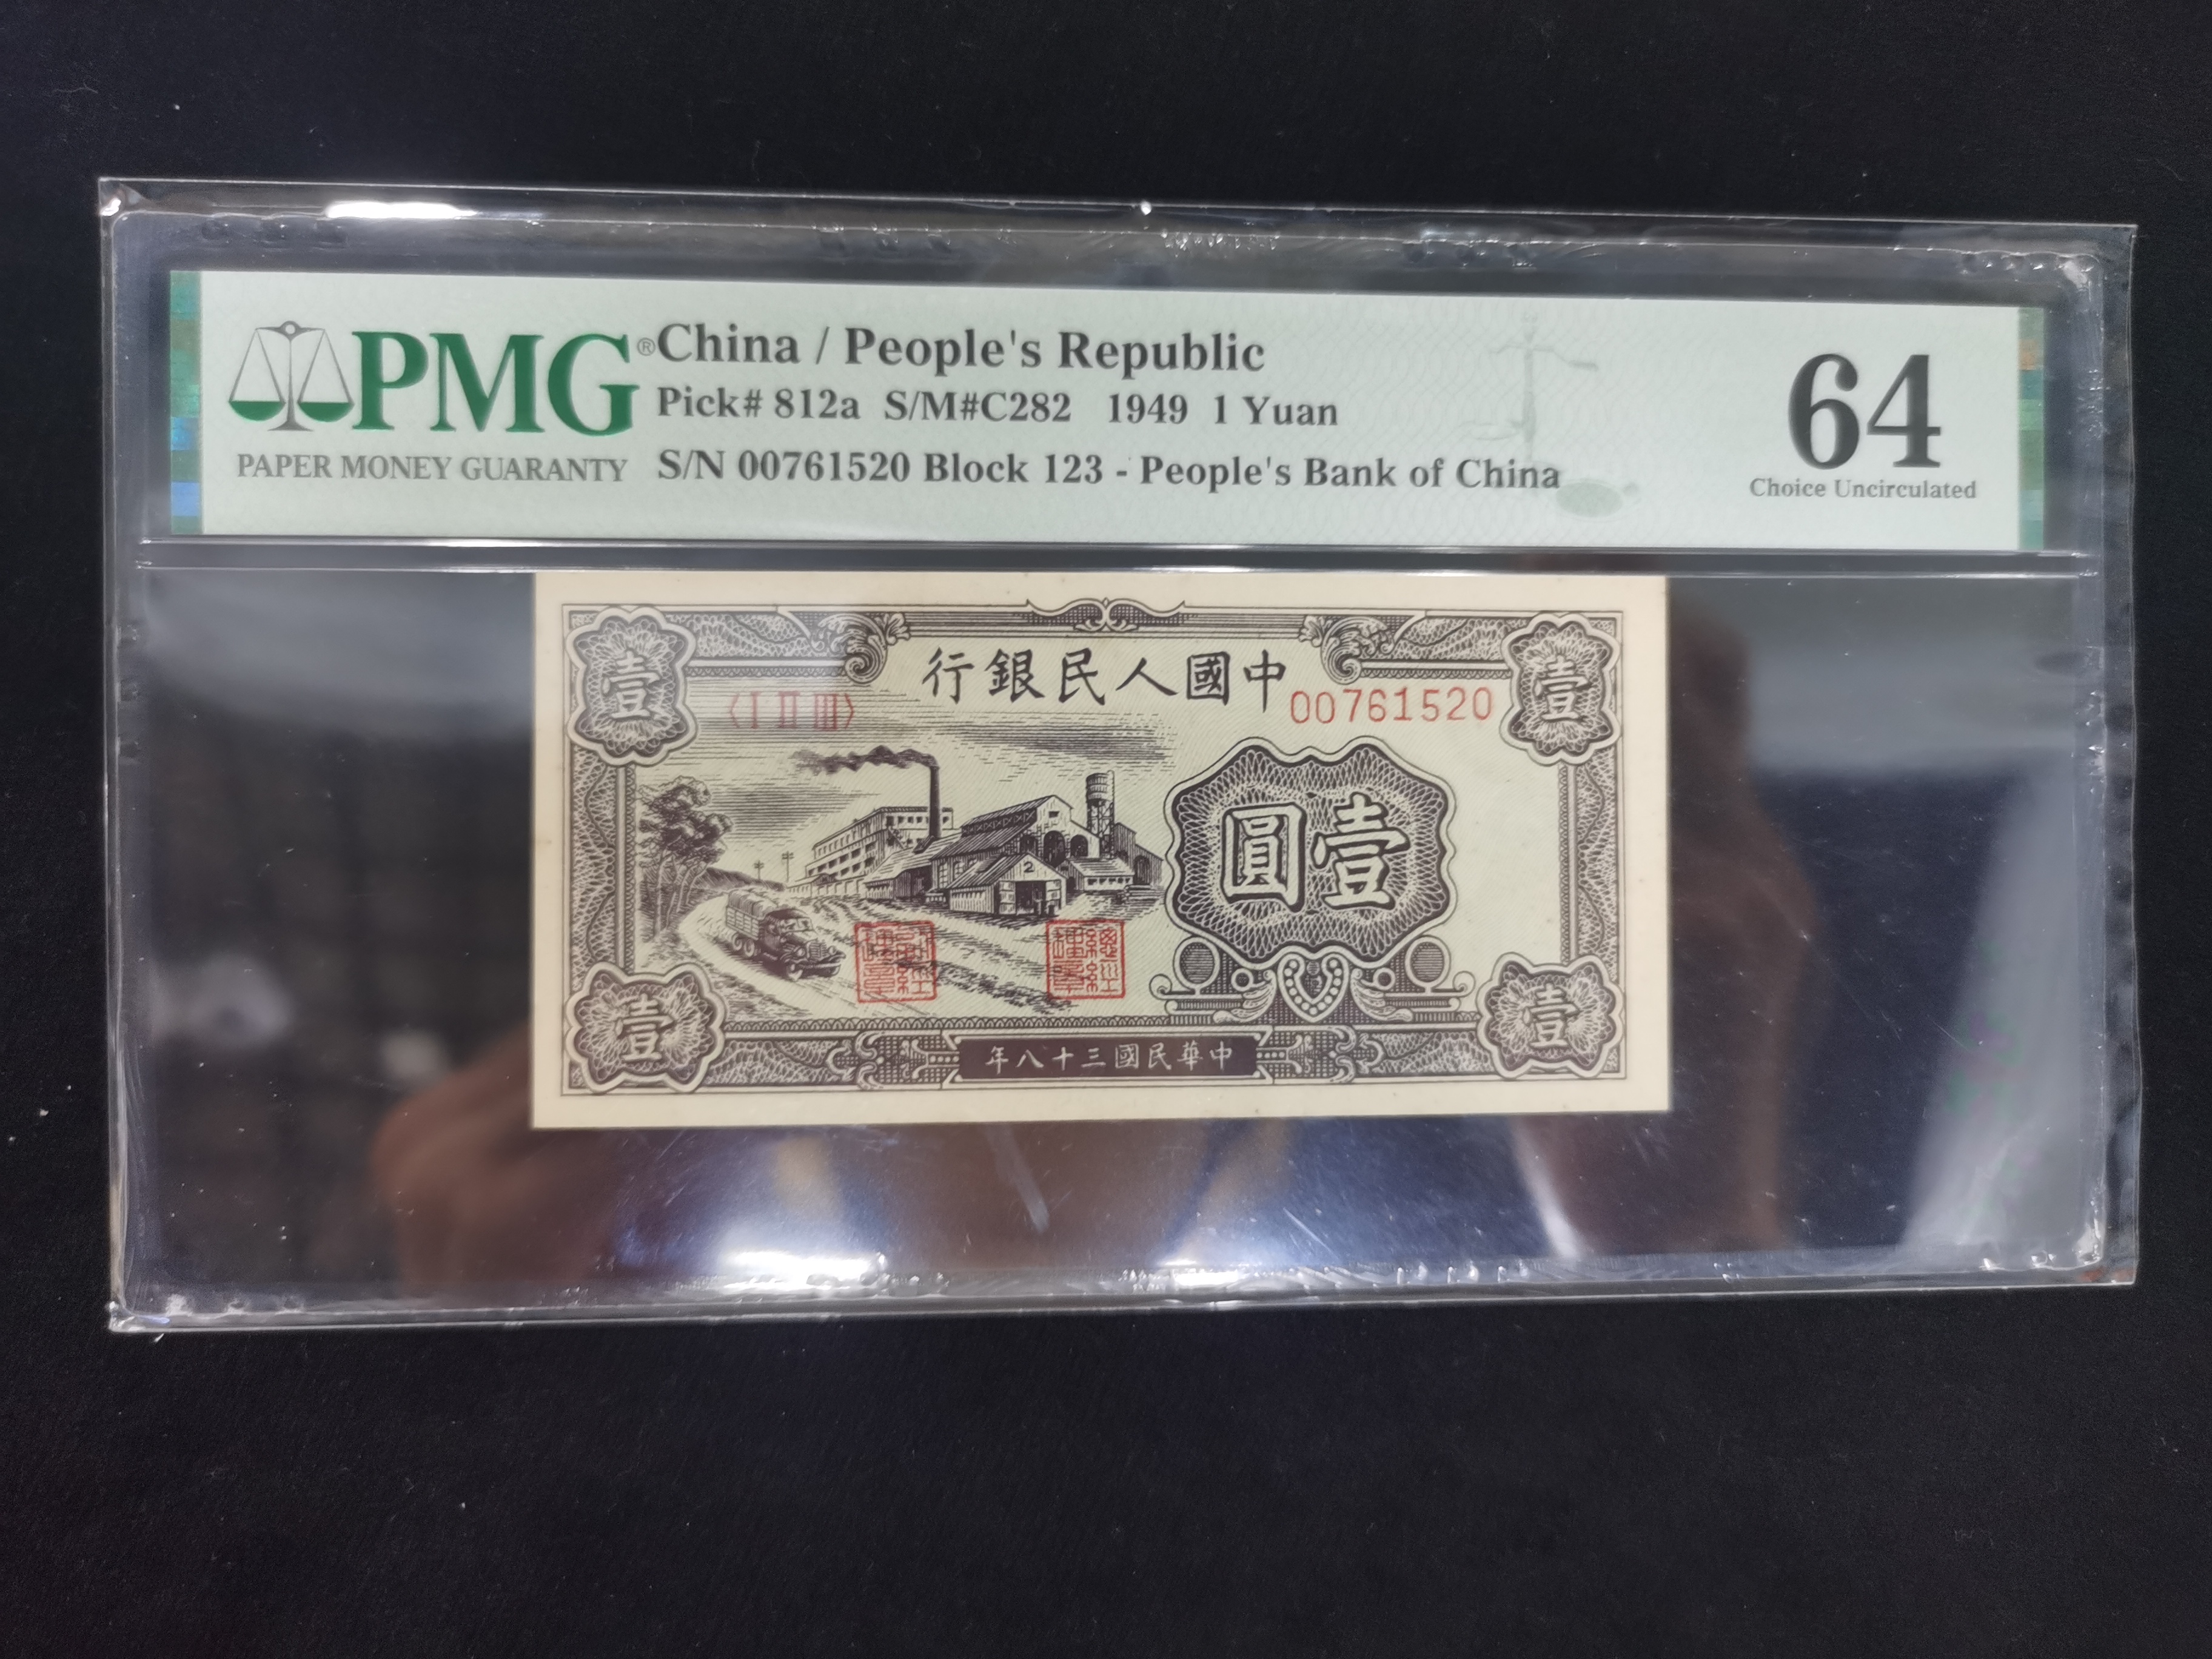 PMG®
PAPER MONEY GUARANTY
China / People's Republic
Pick# 812a S/M#C282 1949 1 Yuan
S/N 00761520 Block 123 - People's Bank of China
64
Choice Uncirculated
中國人民銀行
〈I II III〉
00761520
壹
壹
壹圓
2
壹
壹
中華民國三十八年